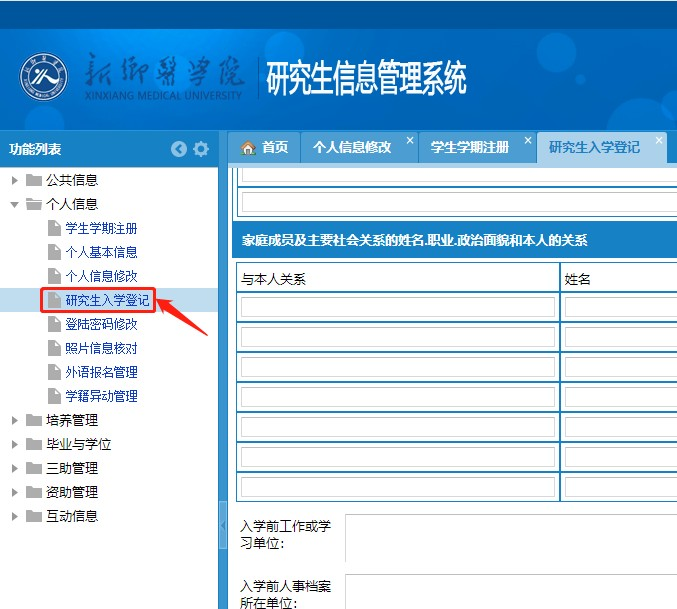 新乡医学院
XINXIANG MEDICAL UNIVERSITY
研究生信息管理系统
功能列表
首页
个人信息修改
学生学期注册
研究生入学登记
公共信息
个人信息
学生学期注册
个人基本信息
个人信息修改
研究生入学登记
登陆密码修改
照片信息核对
外语报名管理
学籍异动管理
培养管理
毕业与学位
三助管理
资助管理
互动信息
家庭成员及主要社会关系的姓名.职业.政治面貌和本人的关系
与本人关系
姓名
入学前工作或学
习单位:
入学前人事档案
所在单位: